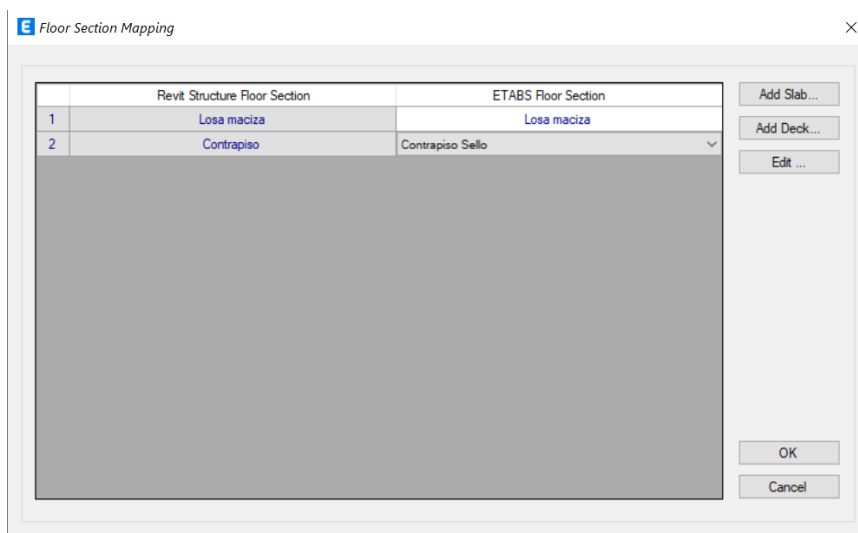 E Floor Section Mapping
Revit Structure Floor Section ETABS Floor Section
1 Losa maciza Losa maciza
2 Contrapiso Contrapiso Sello
Add Slab...
Add Deck...
Edit ...
OK
Cancel